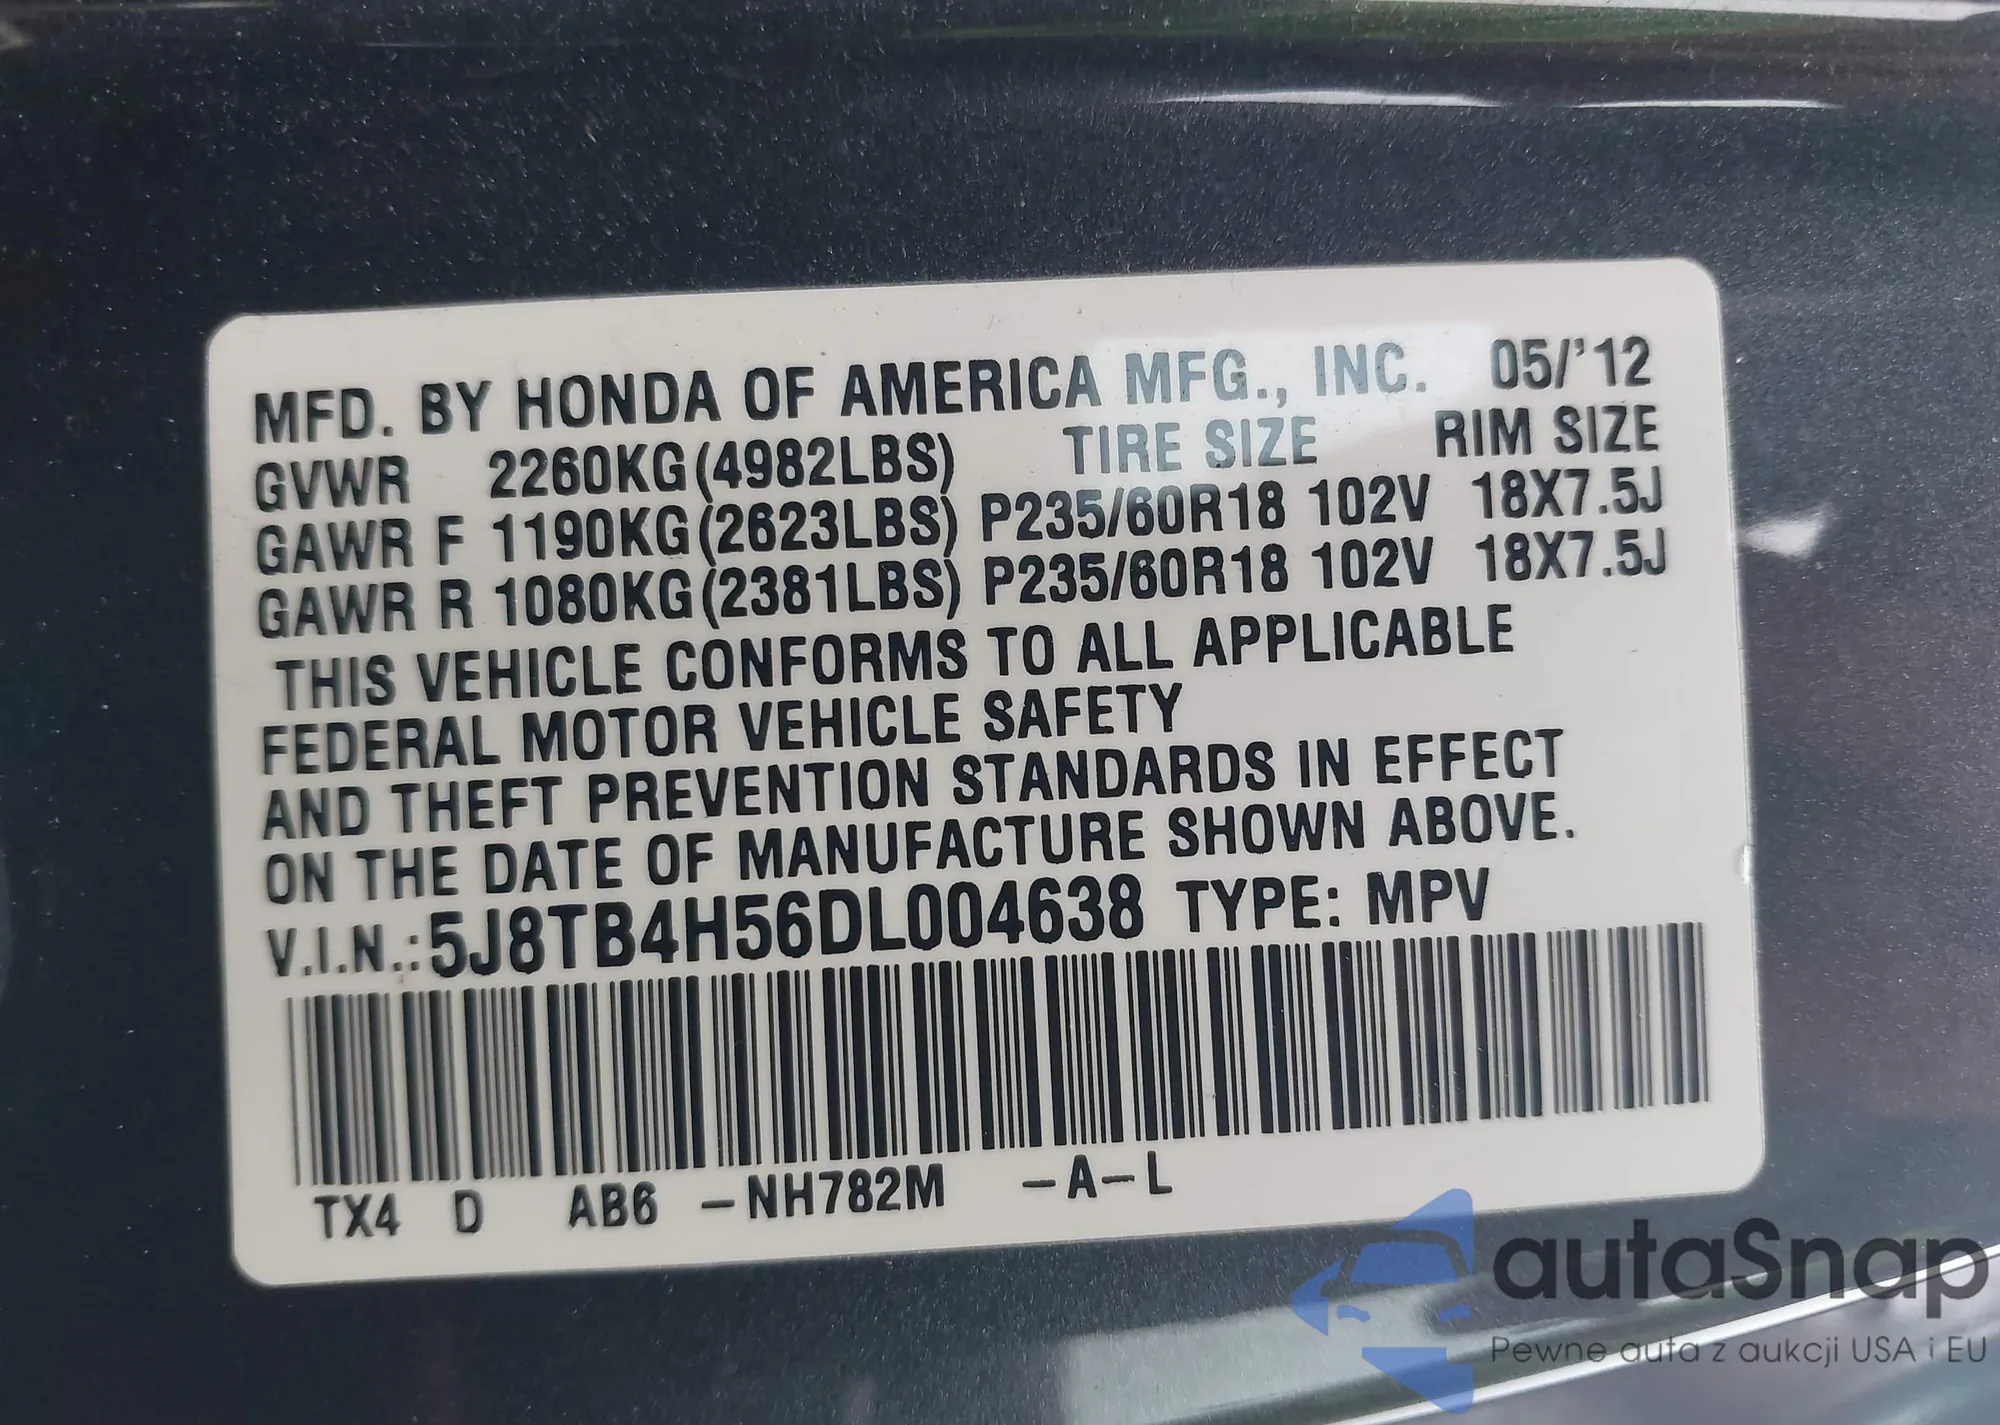 MFD. BY HONDA OF AMERICA MFG., INC. 05/'12
GVWR 2260KG(4982LBS) TIRE SIZE RIM SIZE
GAWR F 1190KG(2623LBS) P235/60R18 102V 18X7.5J
GAWR R 1080KG(2381LBS) P235/60R18 102V 18X7.5J
THIS VEHICLE CONFORMS TO ALL APPLICABLE
FEDERAL MOTOR VEHICLE SAFETY
AND THEFT PREVENTION STANDARDS IN EFFECT
ON THE DATE OF MANUFACTURE SHOWN ABOVE.
V.I.N.:5J8TB4H56DL004638 TYPE: MPV
TX4 D AB6 -NH782M -A-L
autaSnap
Pewne auta z aukcji USA i EU